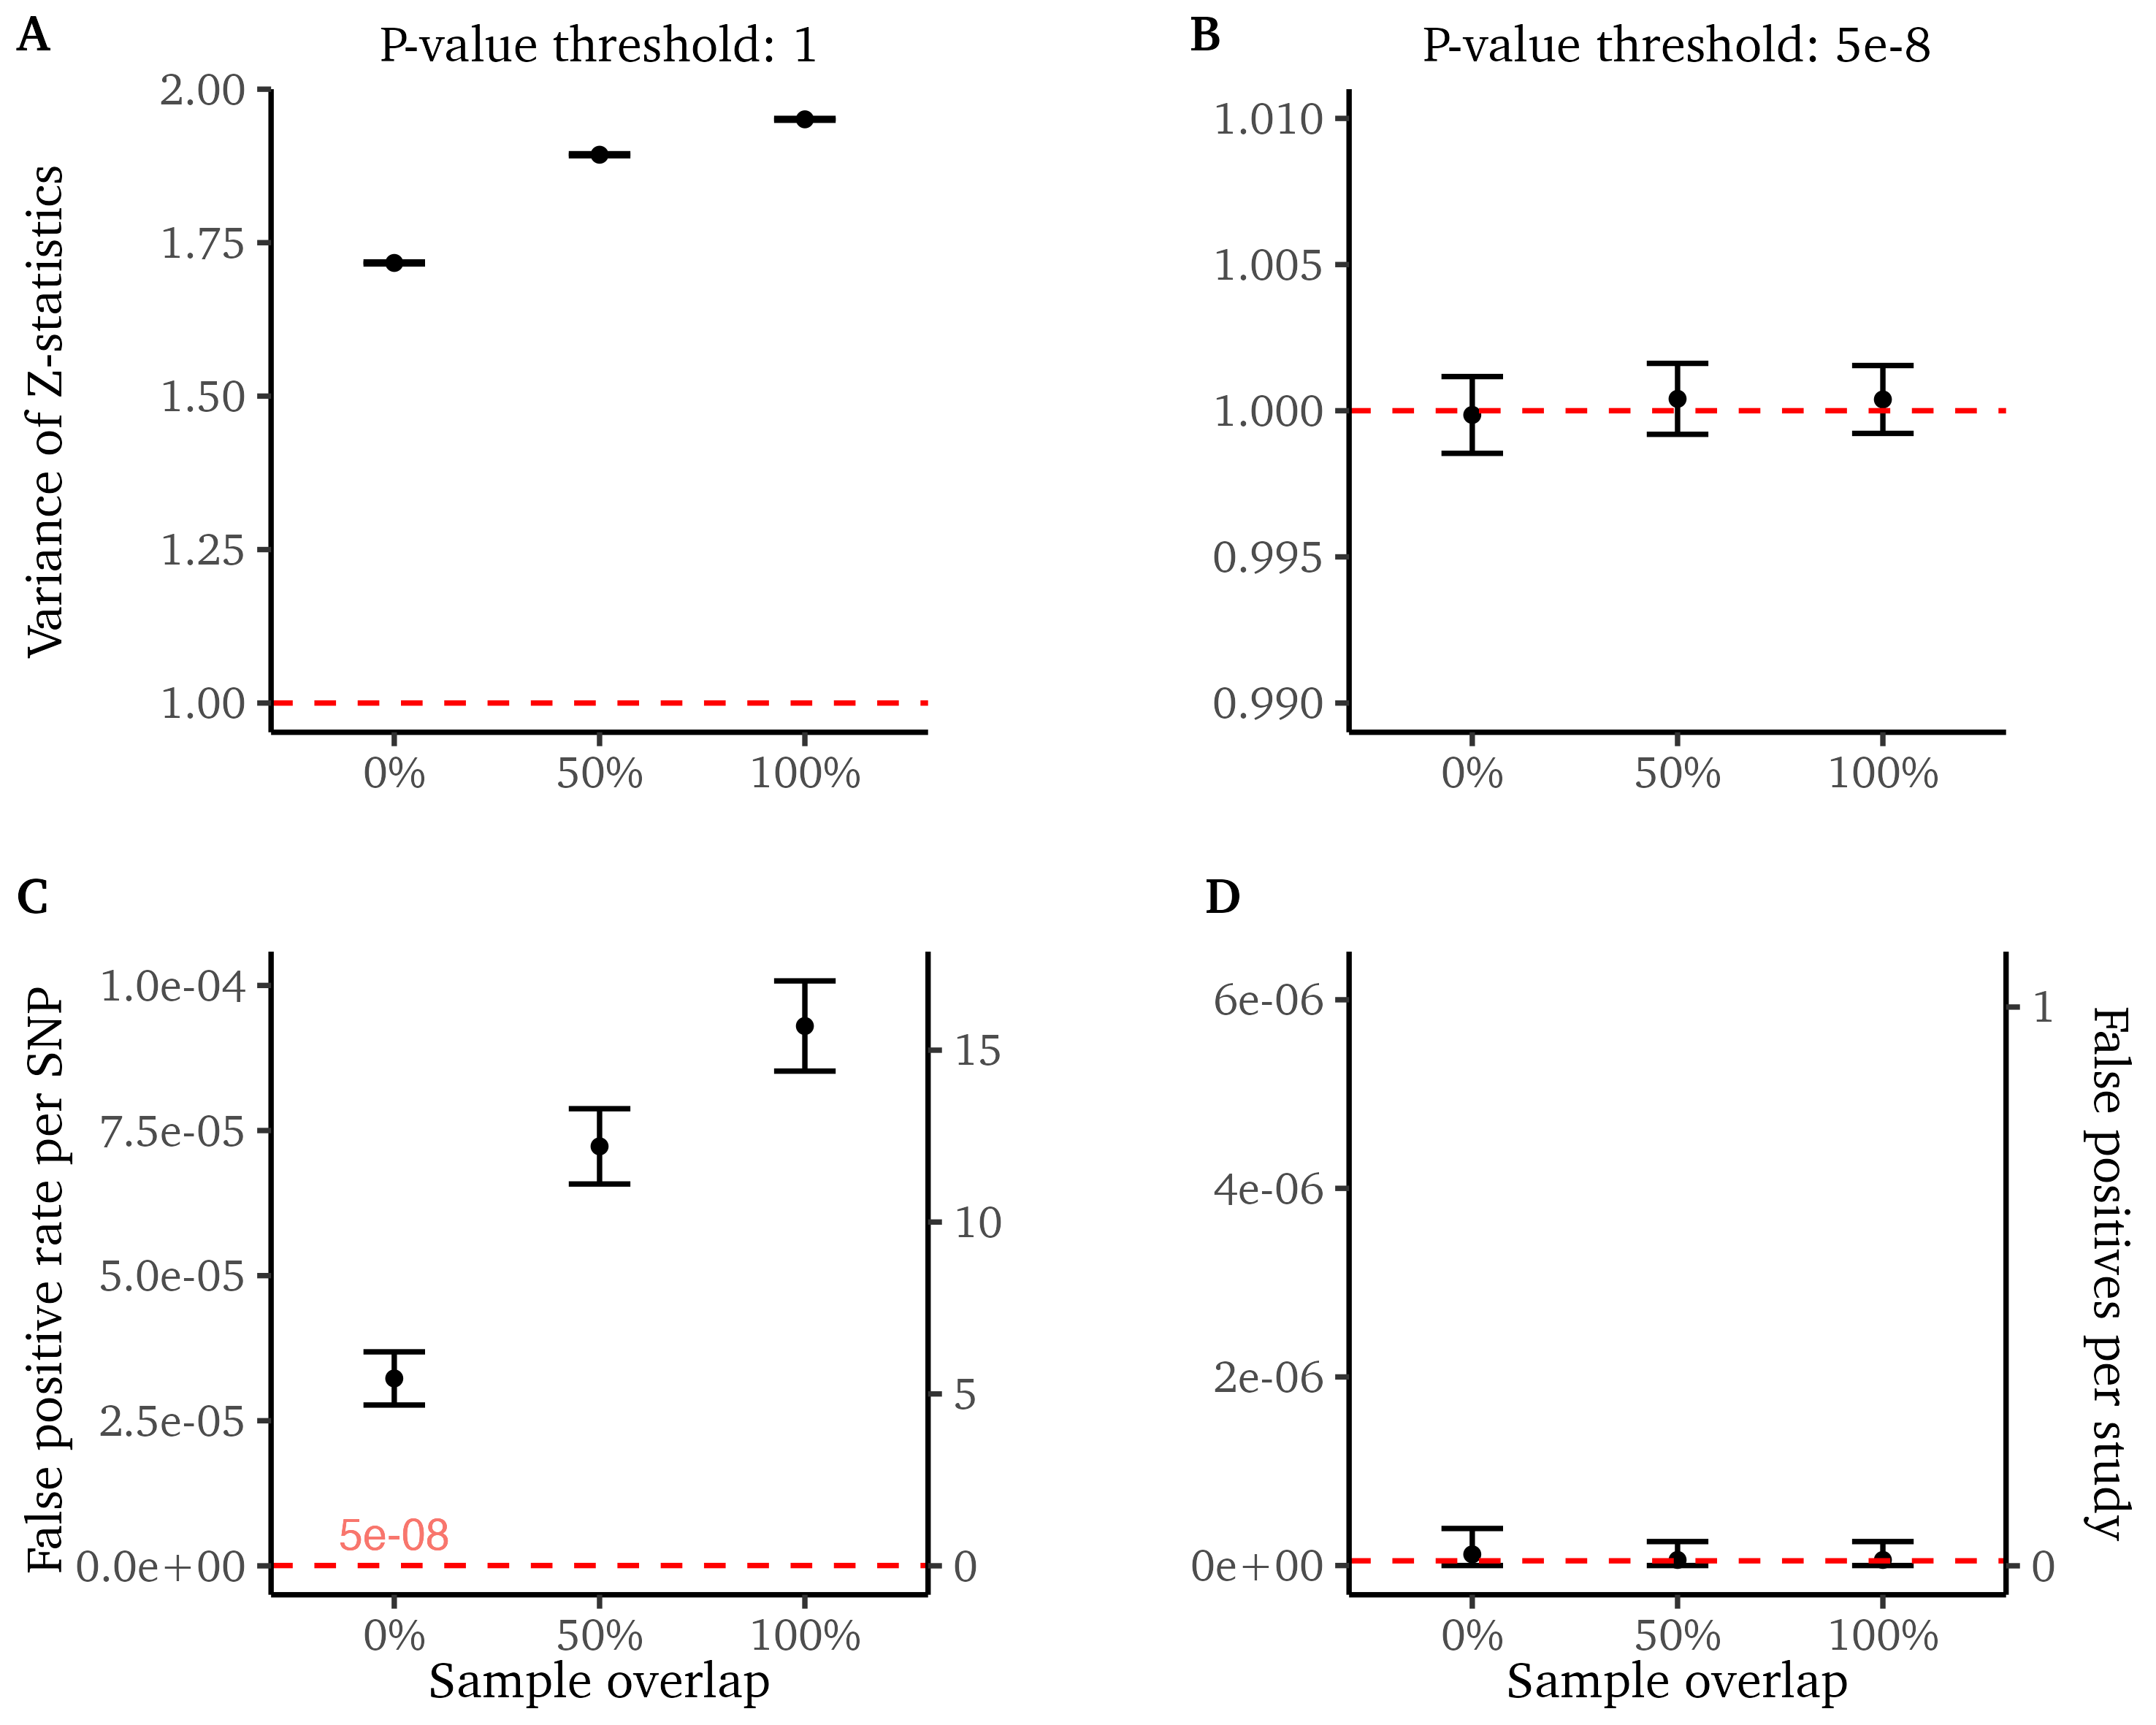 A
P-value threshold: 1
Variance of Z-statistics
2.00
1.75
1.50
1.25
1.00
0%
50%
100%
B
P-value threshold: 5e-8
1.010
1.005
1.000
0.995
0.990
0%
50%
100%
C
False positive rate per SNP
1.0e-04
7.5e-05
5.0e-05
2.5e-05
0.0e+00
5e-08
15
10
5
0
0%
50%
100%
Sample overlap
D
6e-06
4e-06
2e-06
0e+00
1
0
False positives per study
0%
50%
100%
Sample overlap